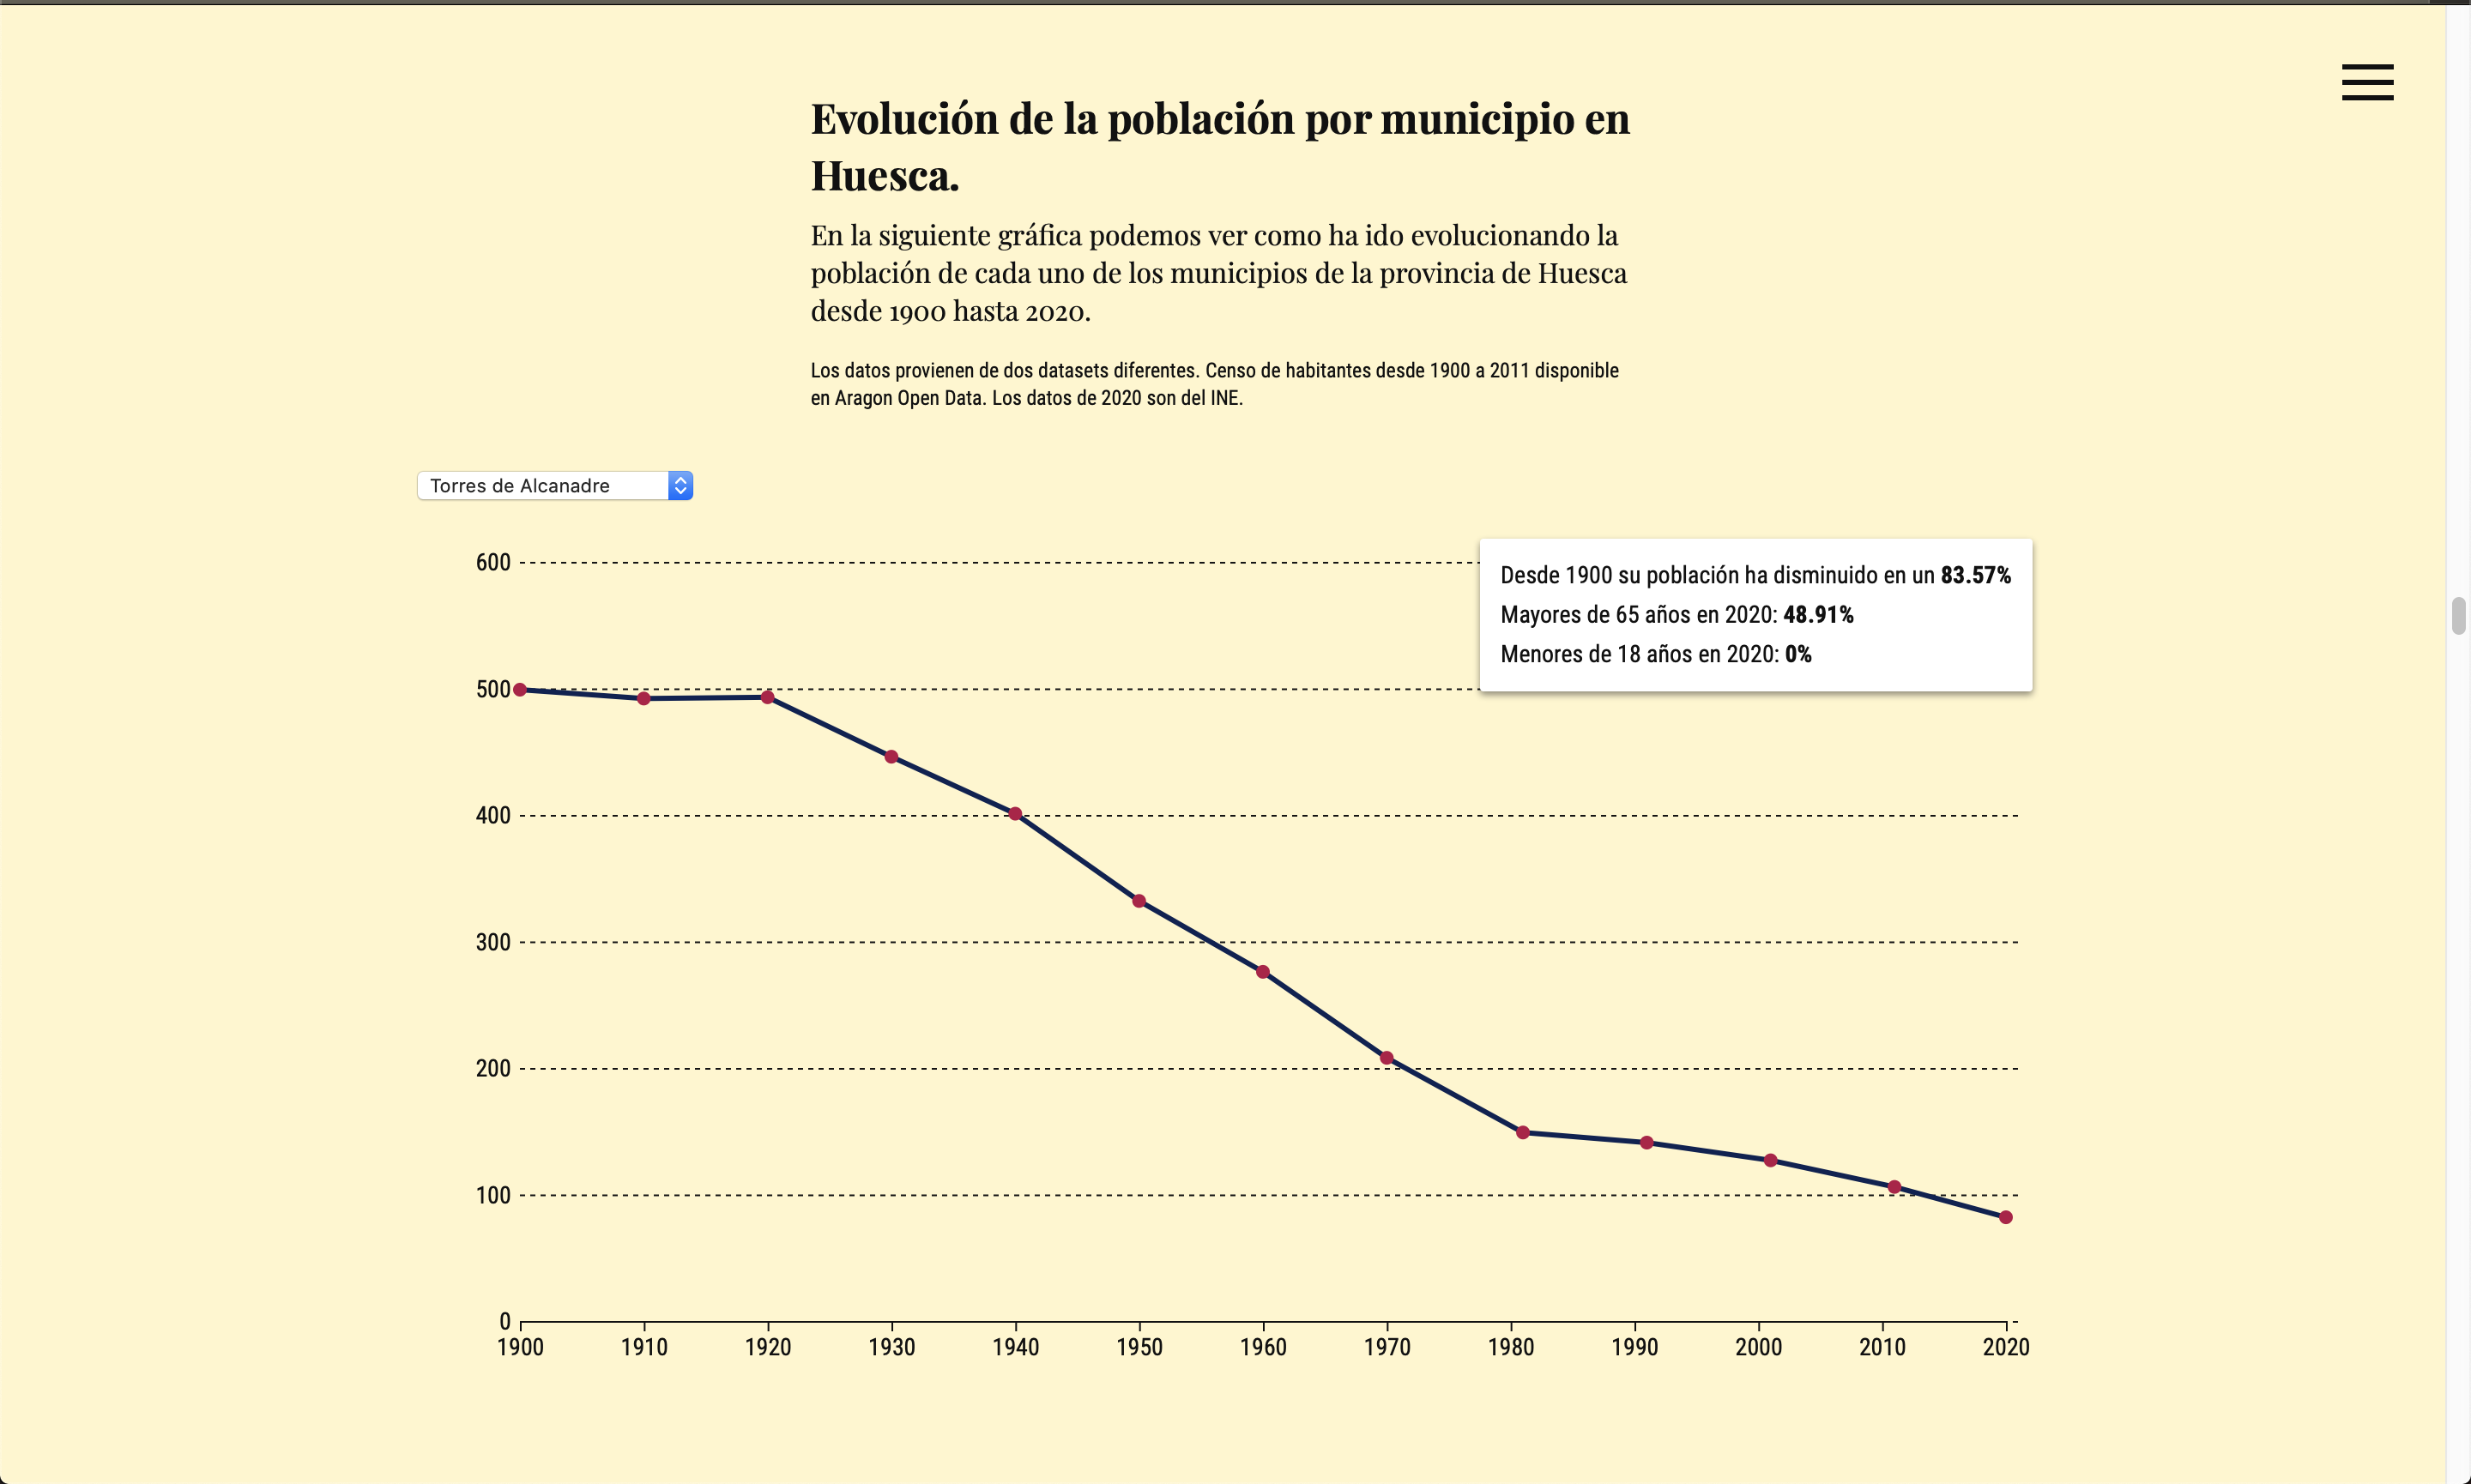 Evolución de la población por municipio en
Huesca.
En la siguiente gráfica podemos ver como ha ido evolucionando la
población de cada uno de los municipios de la provincia de Huesca
desde 1900 hasta 2020.
Los datos provienen de dos datasets diferentes. Censo de habitantes desde 1900 a 2011 disponible
en Aragon Open Data. Los datos de 2020 son del INE.
Torres de Alcanadre
Desde 1900 su población ha disminuido en un 83.57%
Mayores de 65 años en 2020: 48.91%
Menores de 18 años en 2020: 0%
600
500
400
300
200
100
0
1900 1910 1920 1930 1940 1950 1960 1970 1980 1990 2000 2010 2020